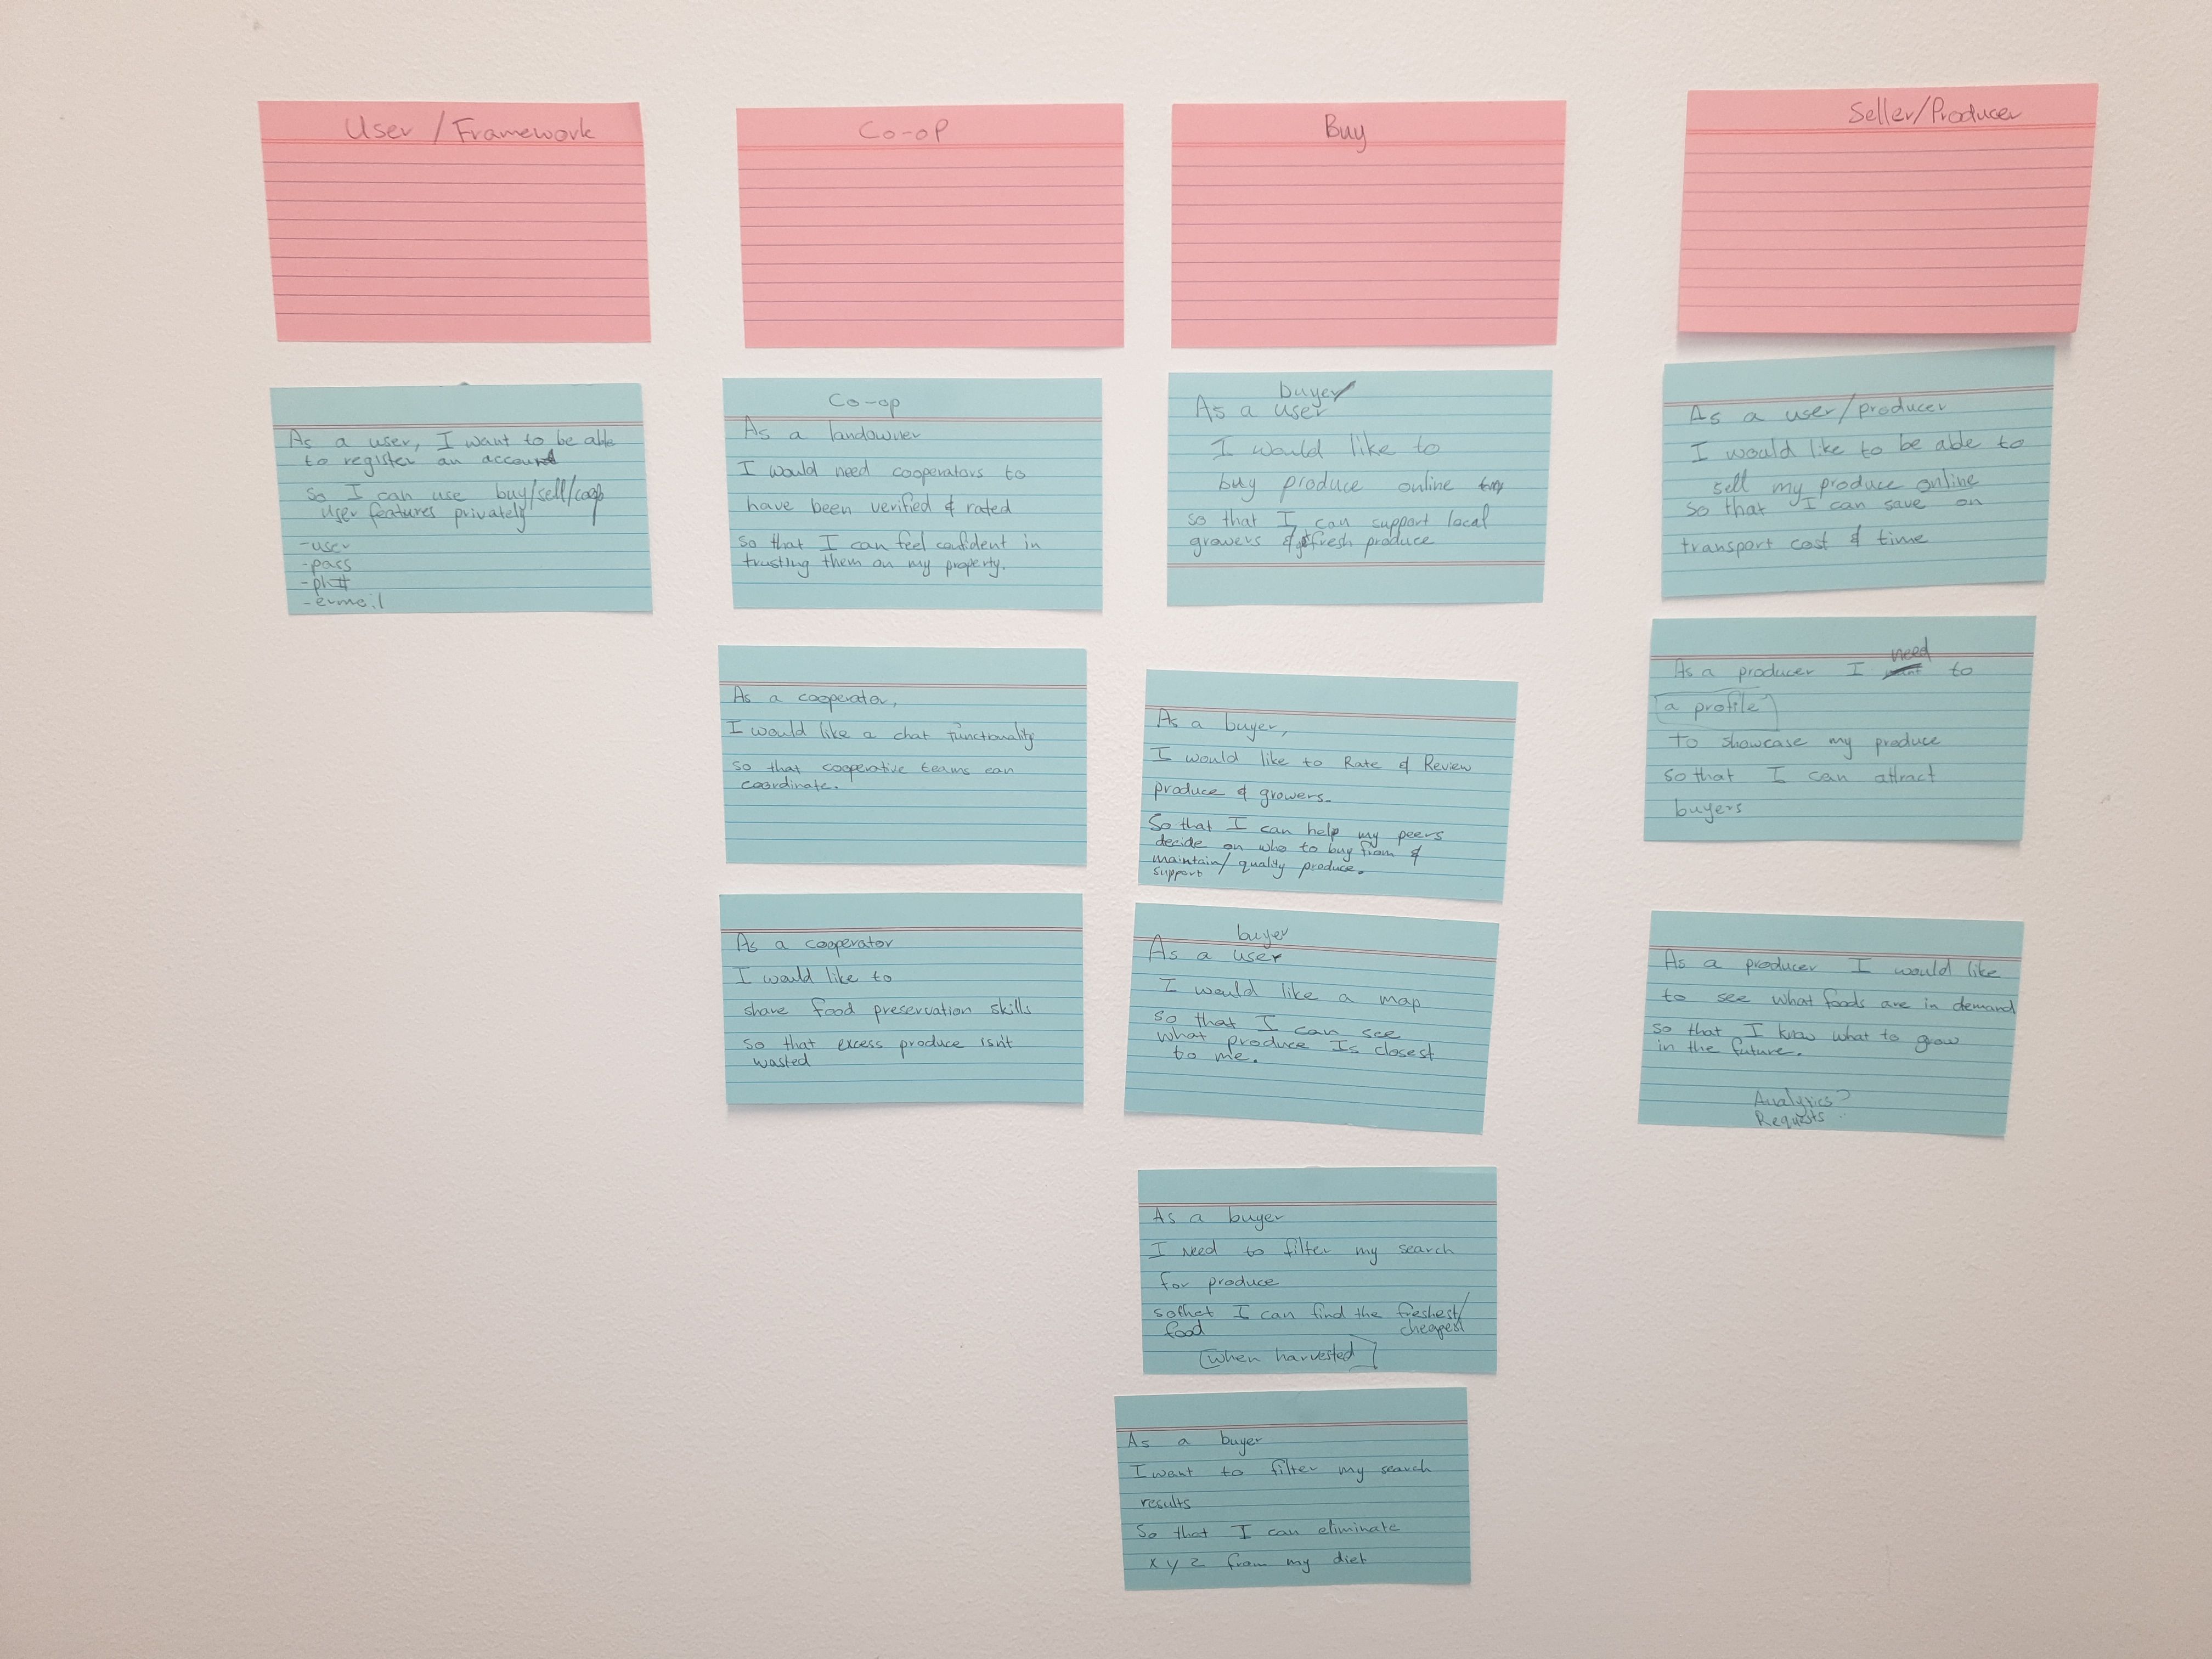 User / Framework
As a user, I want to be able
to register an account
so I can use buy/sell/coop
user features privately
-user
-pass
-ph#
-email
Co-op
Co-op
As a landowner
I would need cooperators to
have been verified & rated
so that I can feel confident in
trusting them on my property.
As a cooperator,
I would like a chat functionality
so that cooperative teams can
coordinate.
As a cooperator
I would like to
share food preservation skills
so that excess produce isn't
wasted
Buy
buyer
As a user
I would like to
buy produce online
so that I can support local
growers & fresh produce
As a buyer,
I would like to Rate & Review
produce & growers.
So that I can help my peers
decide on who to buy from &
maintain/ quality produce.
support
buyer
As a user
I would like a map
so that I can see
what produce Is closest
to me.
As a buyer
I need to filter my search
for produce
sothat I can find the freshest/
food cheapest
[when harvested]
As a buyer
I want to filter my search
results
So that I can eliminate
x y z from my diet
Seller/Producer
As a user/producer
I would like to be able to
sell my produce online
so that I can save on
transport cost & time
need
As a producer I want to
a profile
to showcase my produce
so that I can attract
buyers
As a producer I would like
to see what foods are in demand
so that I know what to grow
in the future.
Analytics?
Requests